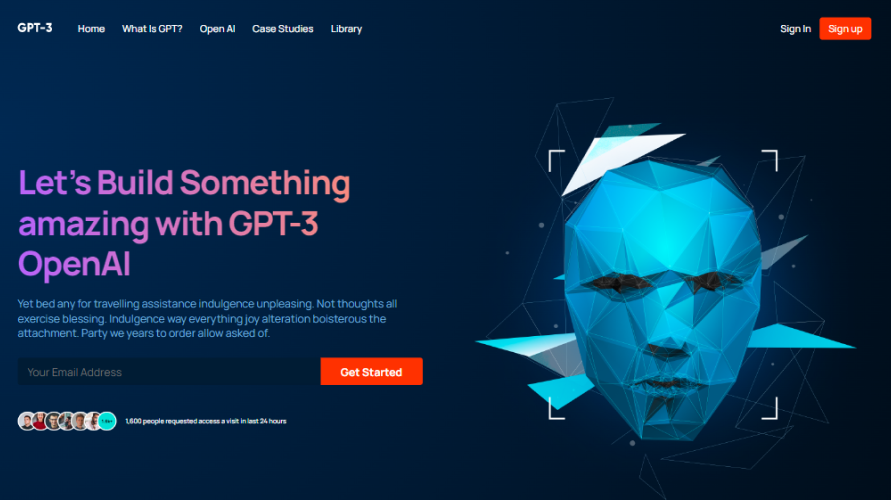 GPT-3 Home What Is GPT? Open AI Case Studies Library Sign In Sign up
Let's Build Something
amazing with GPT-3
OpenAI
Yet bed any for travelling assistance indulgence unpleasing. Not thoughts all
exercise blessing. Indulgence way everything joy alteration boisterous the
attachment. Party we years to order allow asked of.
Your Email Address Get Started
1,600 people requested access a visit in last 24 hours